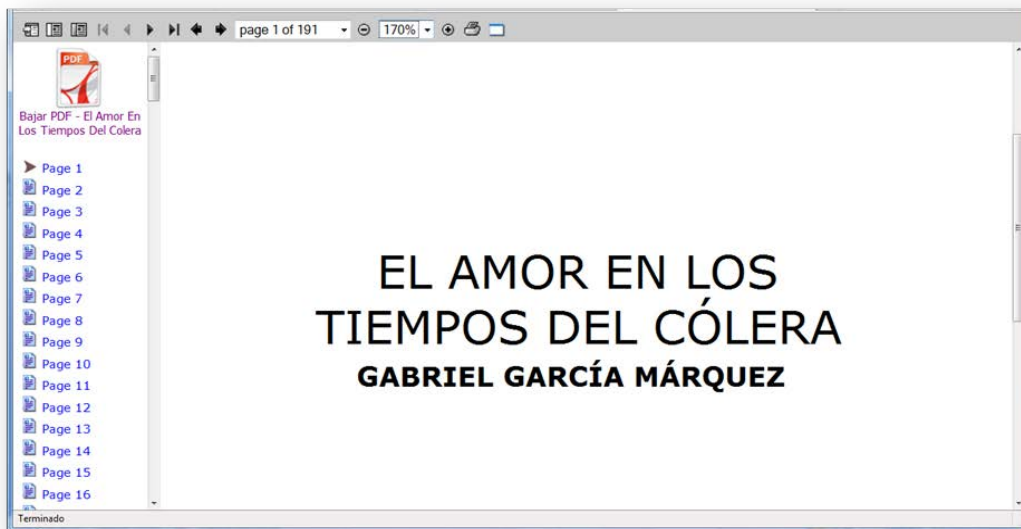 page 1 of 191
170%
PDF
Bajar PDF - El Amor En
Los Tiempos Del Colera
Page 1
Page 2
Page 3
Page 4
Page 5
Page 6
Page 7
Page 8
Page 9
Page 10
Page 11
Page 12
Page 13
Page 14
Page 15
Page 16
EL AMOR EN LOS
TIEMPOS DEL CÓLERA
GABRIEL GARCÍA MÁRQUEZ
Terminado